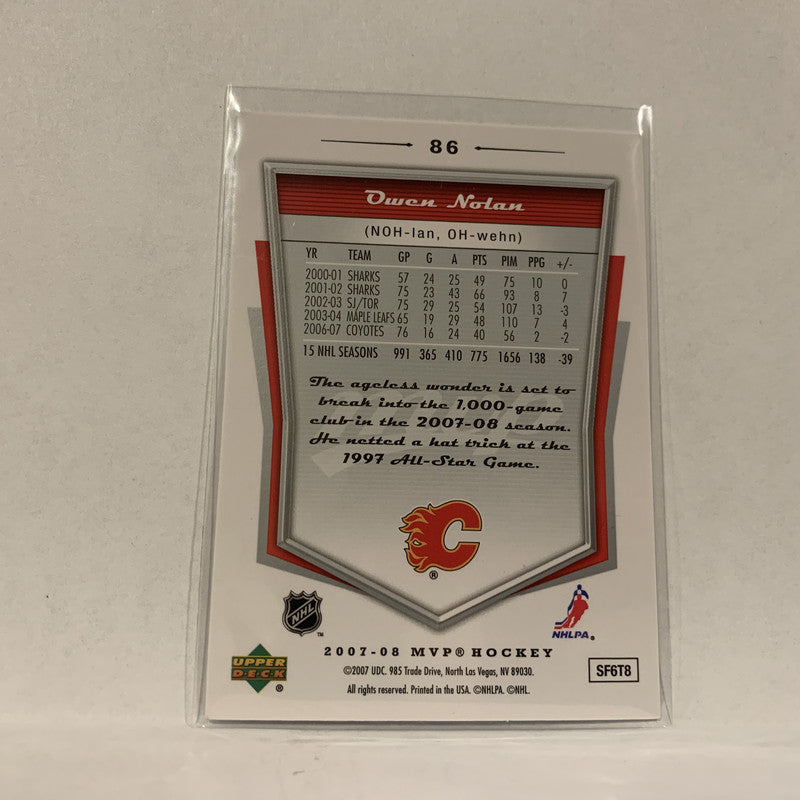 86
Owen Nolan
(NOH-lan, OH-wehn)
YR TEAM GP G A PTS PIM PPG +/-
2000-01 SHARKS 57 24 25 49 75 10 0
2001-02 SHARKS 75 23 43 66 93 8 7
2002-03 SJ/TOR 75 29 25 54 107 13 -3
2003-04 MAPLE LEAFS 65 19 29 48 110 7 4
2006-07 COYOTES 76 16 24 40 56 2 -2
15 NHL SEASONS 991 365 410 775 1656 138 -39
The ageless wonder is set to
break into the 1,000-game
club in the 2007-08 season.
He netted a hat trick at the
1997 All-Star Game.
C
®
NHL
™
NHLPA.®
2007-08 MVP® HOCKEY
UPPER
DECK
®
©2007 UDC. 985 Trade Drive, North Las Vegas, NV 89030.
All rights reserved. Printed in the USA. ©NHLPA. ©NHL.
SF6T8